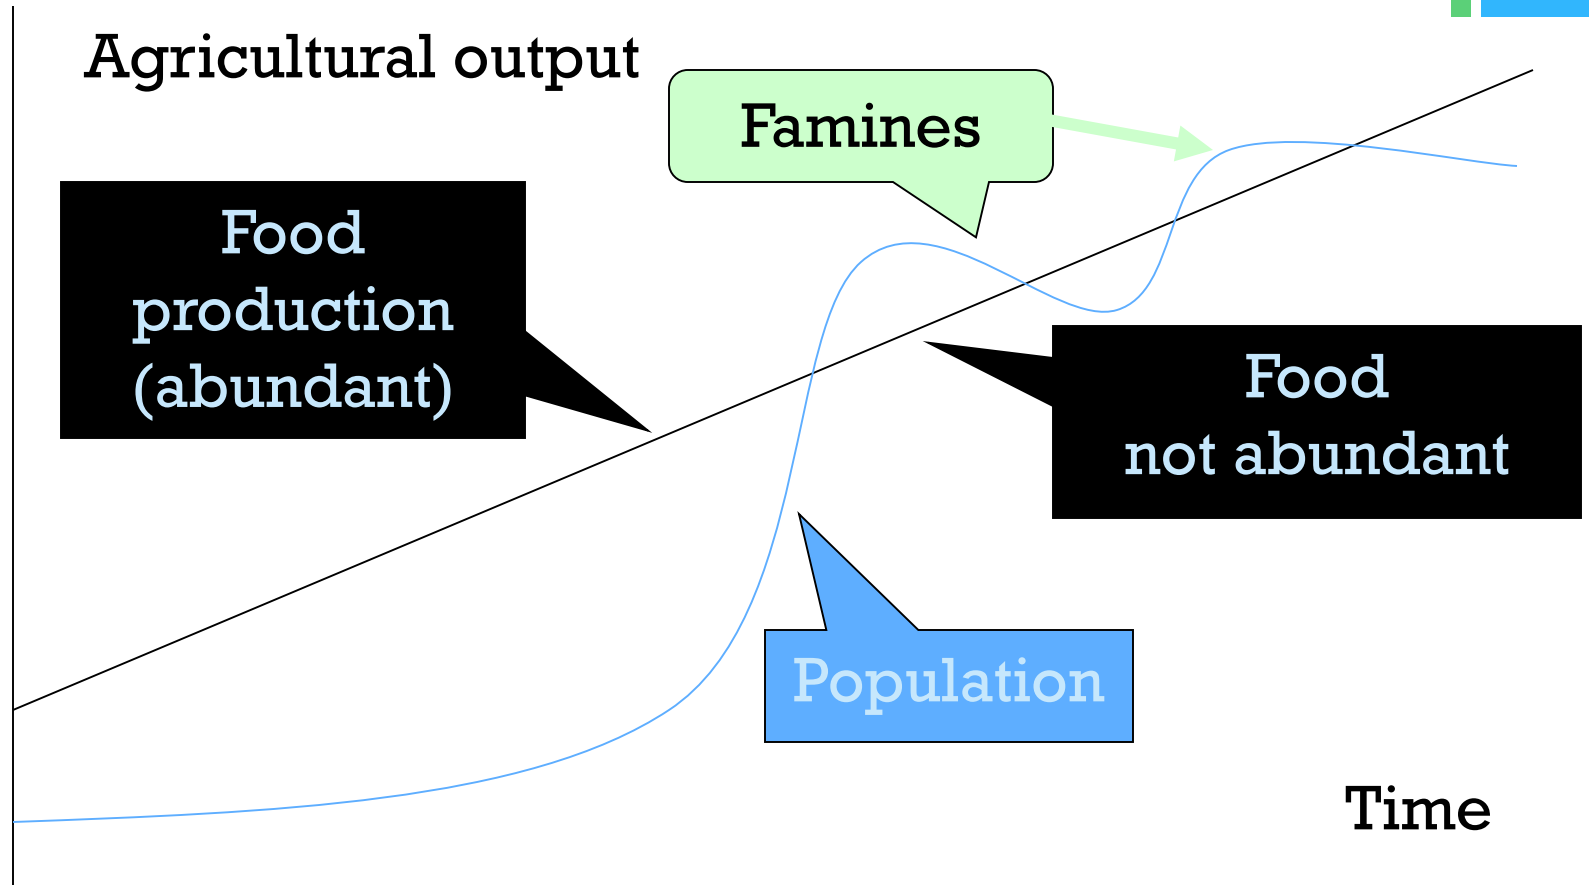 Agricultural output
Famines
Food
production
(abundant)
Food
not abundant
Population
Time